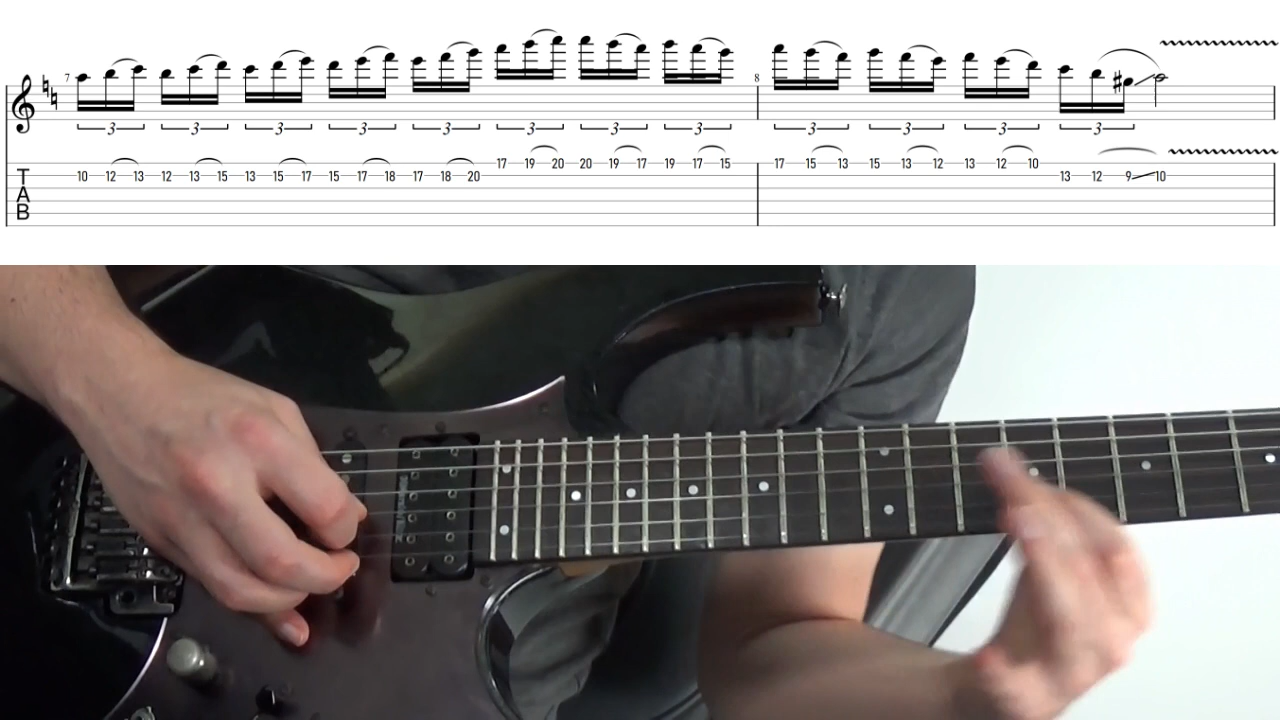 7 8
3 3 3 3 3 3 3 3 3 3 3 3
17 19 20 20 19 17 19 17 15 17 15 13 15 13 12 13 12 10
T 10 12 13 12 13 15 13 15 17 15 17 18 17 18 20 13 12 9 10
A
B